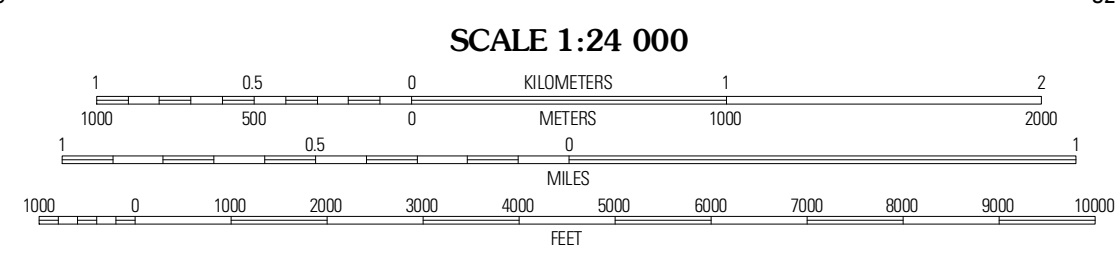 SCALE 1:24 000
1 0.5 0 KILOMETERS 1 2
1000 500 0 METERS 1000 2000
1 0.5 0 1
MILES
1000 0 1000 2000 3000 4000 5000 6000 7000 8000 9000 10000
FEET